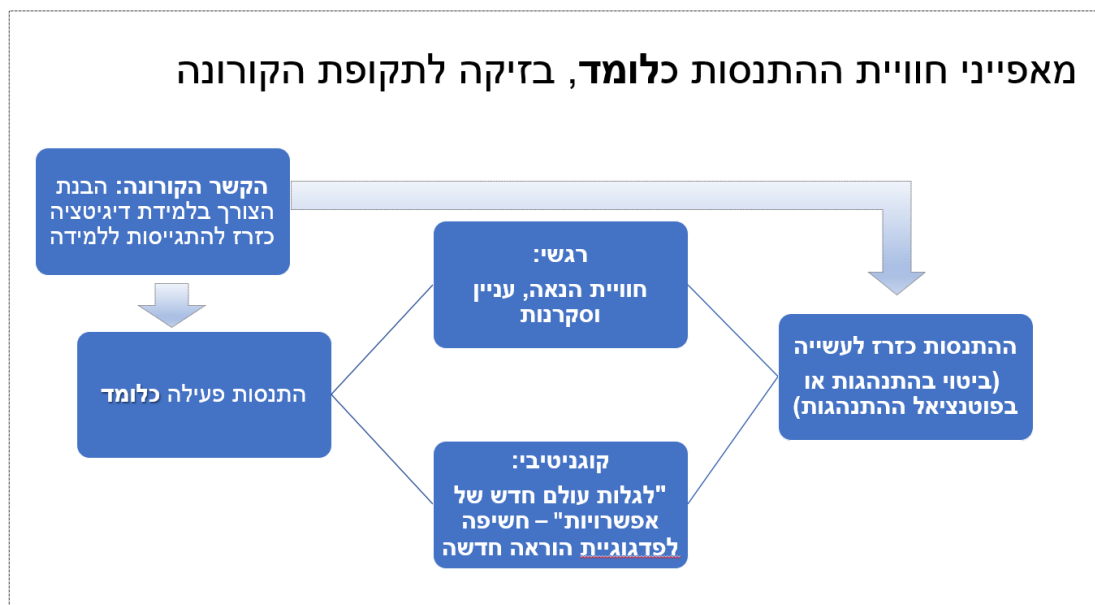 מאפייני חוויית ההתנסות כלומד, בזיקה לתקופת הקורונה
הקשר הקורונה: הבנת
הצורך בלמידת דיגיטציה
כזרז להתגייסות ללמידה
רגשי:
חוויית הנאה, עניין
וסקרנות
ההתנסות כזרז לעשייה
(ביטוי בהתנהגות או
בפוטנציאל ההתנהגות)
התנסות פעילה כלומד
קוגניטיבי:
"לגלות עולם חדש של
אפשרויות" – חשיפה
לפדגוגיית הוראה חדשה